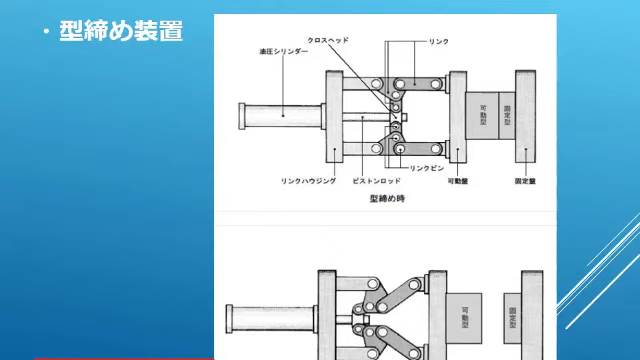 ・型締め装置
クロスヘッド
リンク
油圧シリンダー
可動型
固定型
リンクピン
リンクハウジング
ピストンロッド
可動盤
固定盤
型締め時
可動型
固定型